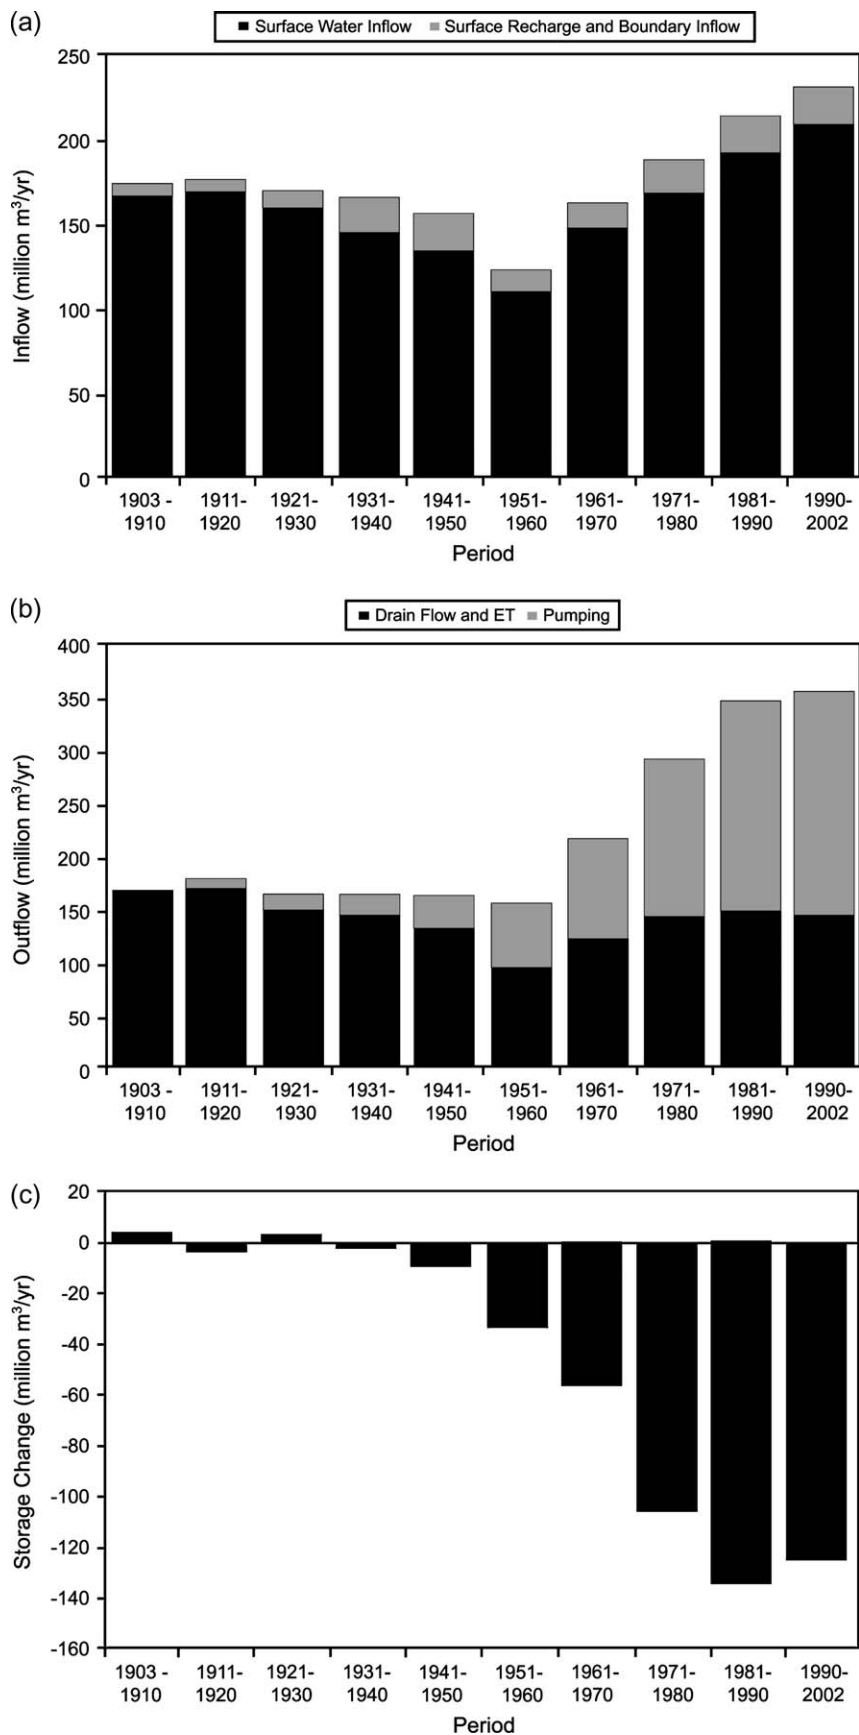 (a)
Surface Water Inflow Surface Recharge and Boundary Inflow
250
200
150
100
50
0
Inflow (million m³/yr)
1903 - 1911- 1921- 1931- 1941- 1951- 1961- 1971- 1981- 1990-
1910 1920 1930 1940 1950 1960 1970 1980 1990 2002
Period
(b)
Drain Flow and ET Pumping
400
350
300
250
200
150
100
50
0
Outflow (million m³/yr)
1903 - 1911- 1921- 1931- 1941- 1951- 1961- 1971- 1981- 1990-
1910 1920 1930 1940 1950 1960 1970 1980 1990 2002
Period
(c)
20
0
-20
-40
-60
-80
-100
-120
-140
-160
Storage Change (million m³/yr)
1903 - 1911- 1921- 1931- 1941- 1951- 1961- 1971- 1981- 1990-
1910 1920 1930 1940 1950 1960 1970 1980 1990 2002
Period